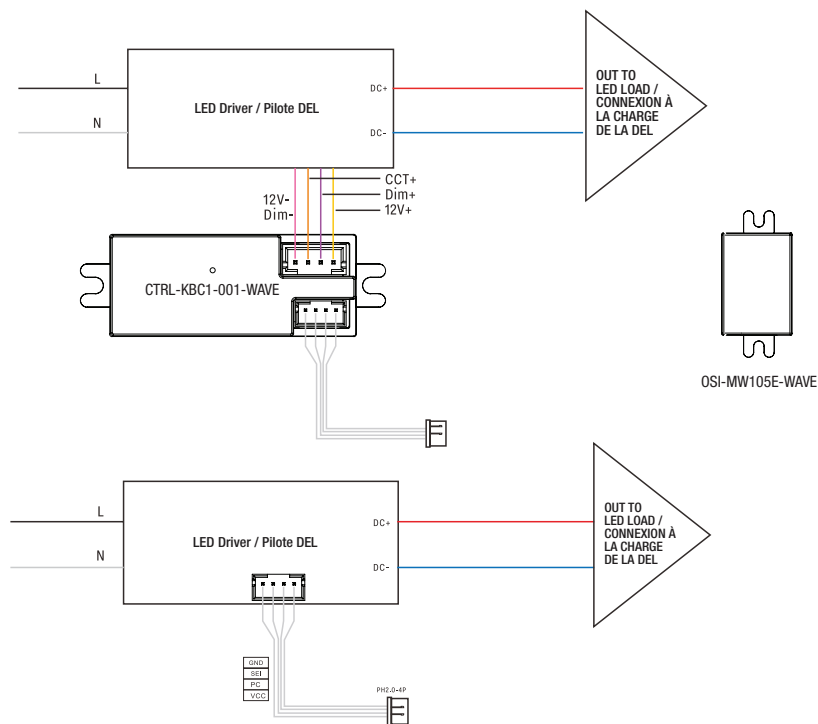 L
N
LED Driver / Pilote DEL
DC+
DC-
OUT TO
LED LOAD /
CONNEXION À
LA CHARGE
DE LA DEL
12V-
Dim-
CCT+
Dim+
12V+
CTRL-KBC1-001-WAVE
OSI-MW105E-WAVE
L
N
LED Driver / Pilote DEL
DC+
DC-
OUT TO
LED LOAD /
CONNEXION À
LA CHARGE
DE LA DEL
GND
SEI
PC
VCC
PH2.0-4P